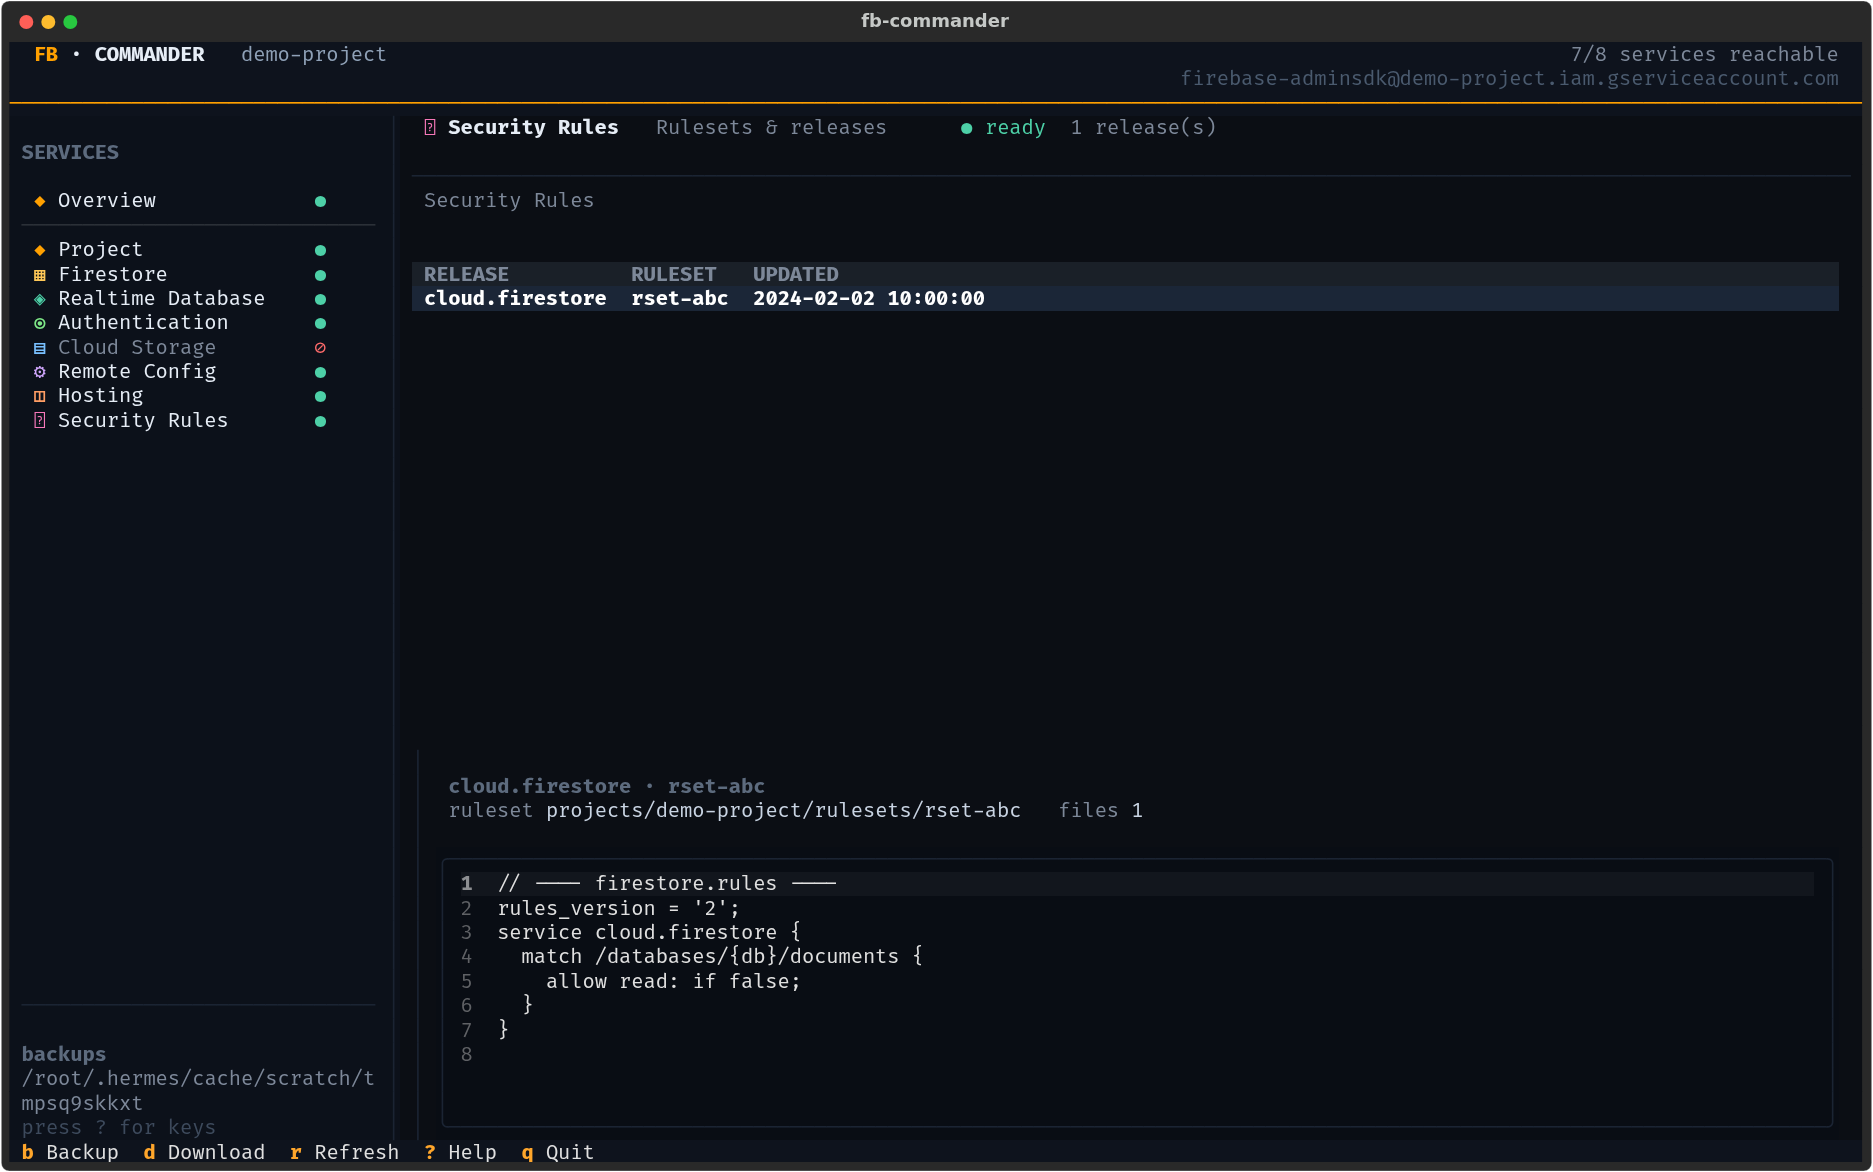 fb-commander
FB · COMMANDER demo-project 7/8 services reachable
firebase-adminsdk@demo-project.iam.gserviceaccount.com
SERVICES
◆ Overview ●
◆ Project ●
▦ Firestore ●
◈ Realtime Database ●
⊙ Authentication ●
▤ Cloud Storage ⊘
⚙ Remote Config ●
◫ Hosting ●
Security Rules ●
backups
/root/.hermes/cache/scratch/t
mpsq9skkxt
press ? for keys
Security Rules Rulesets & releases ● ready 1 release(s)
Security Rules
RELEASE RULESET UPDATED
cloud.firestore rset-abc 2024-02-02 10:00:00
cloud.firestore · rset-abc
ruleset projects/demo-project/rulesets/rset-abc files 1
1 // ──── firestore.rules ────
2 rules_version = '2';
3 service cloud.firestore {
4   match /databases/{db}/documents {
5     allow read: if false;
6   }
7 }
8
b Backup d Download r Refresh ? Help q Quit